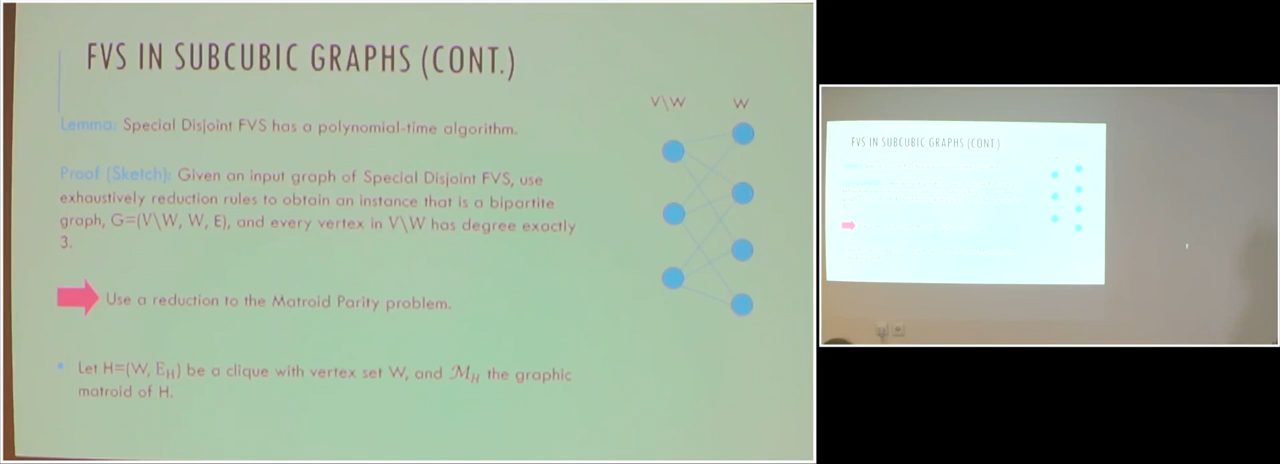 FVS IN SUBCUBIC GRAPHS (CONT.)
V\W W
Lemma: Special Disjoint FVS has a polynomial-time algorithm.
Proof (Sketch): Given an input graph of Special Disjoint FVS, use
exhaustively reduction rules to obtain an instance that is a bipartite
graph, G=(V\W, W, E), and every vertex in V\W has degree exactly
3.
Use a reduction to the Matroid Parity problem.
• Let H=(W, E_H) be a clique with vertex set W, and ℳ_H the graphic
matroid of H.
FVS IN SUBCUBIC GRAPHS (CONT.)